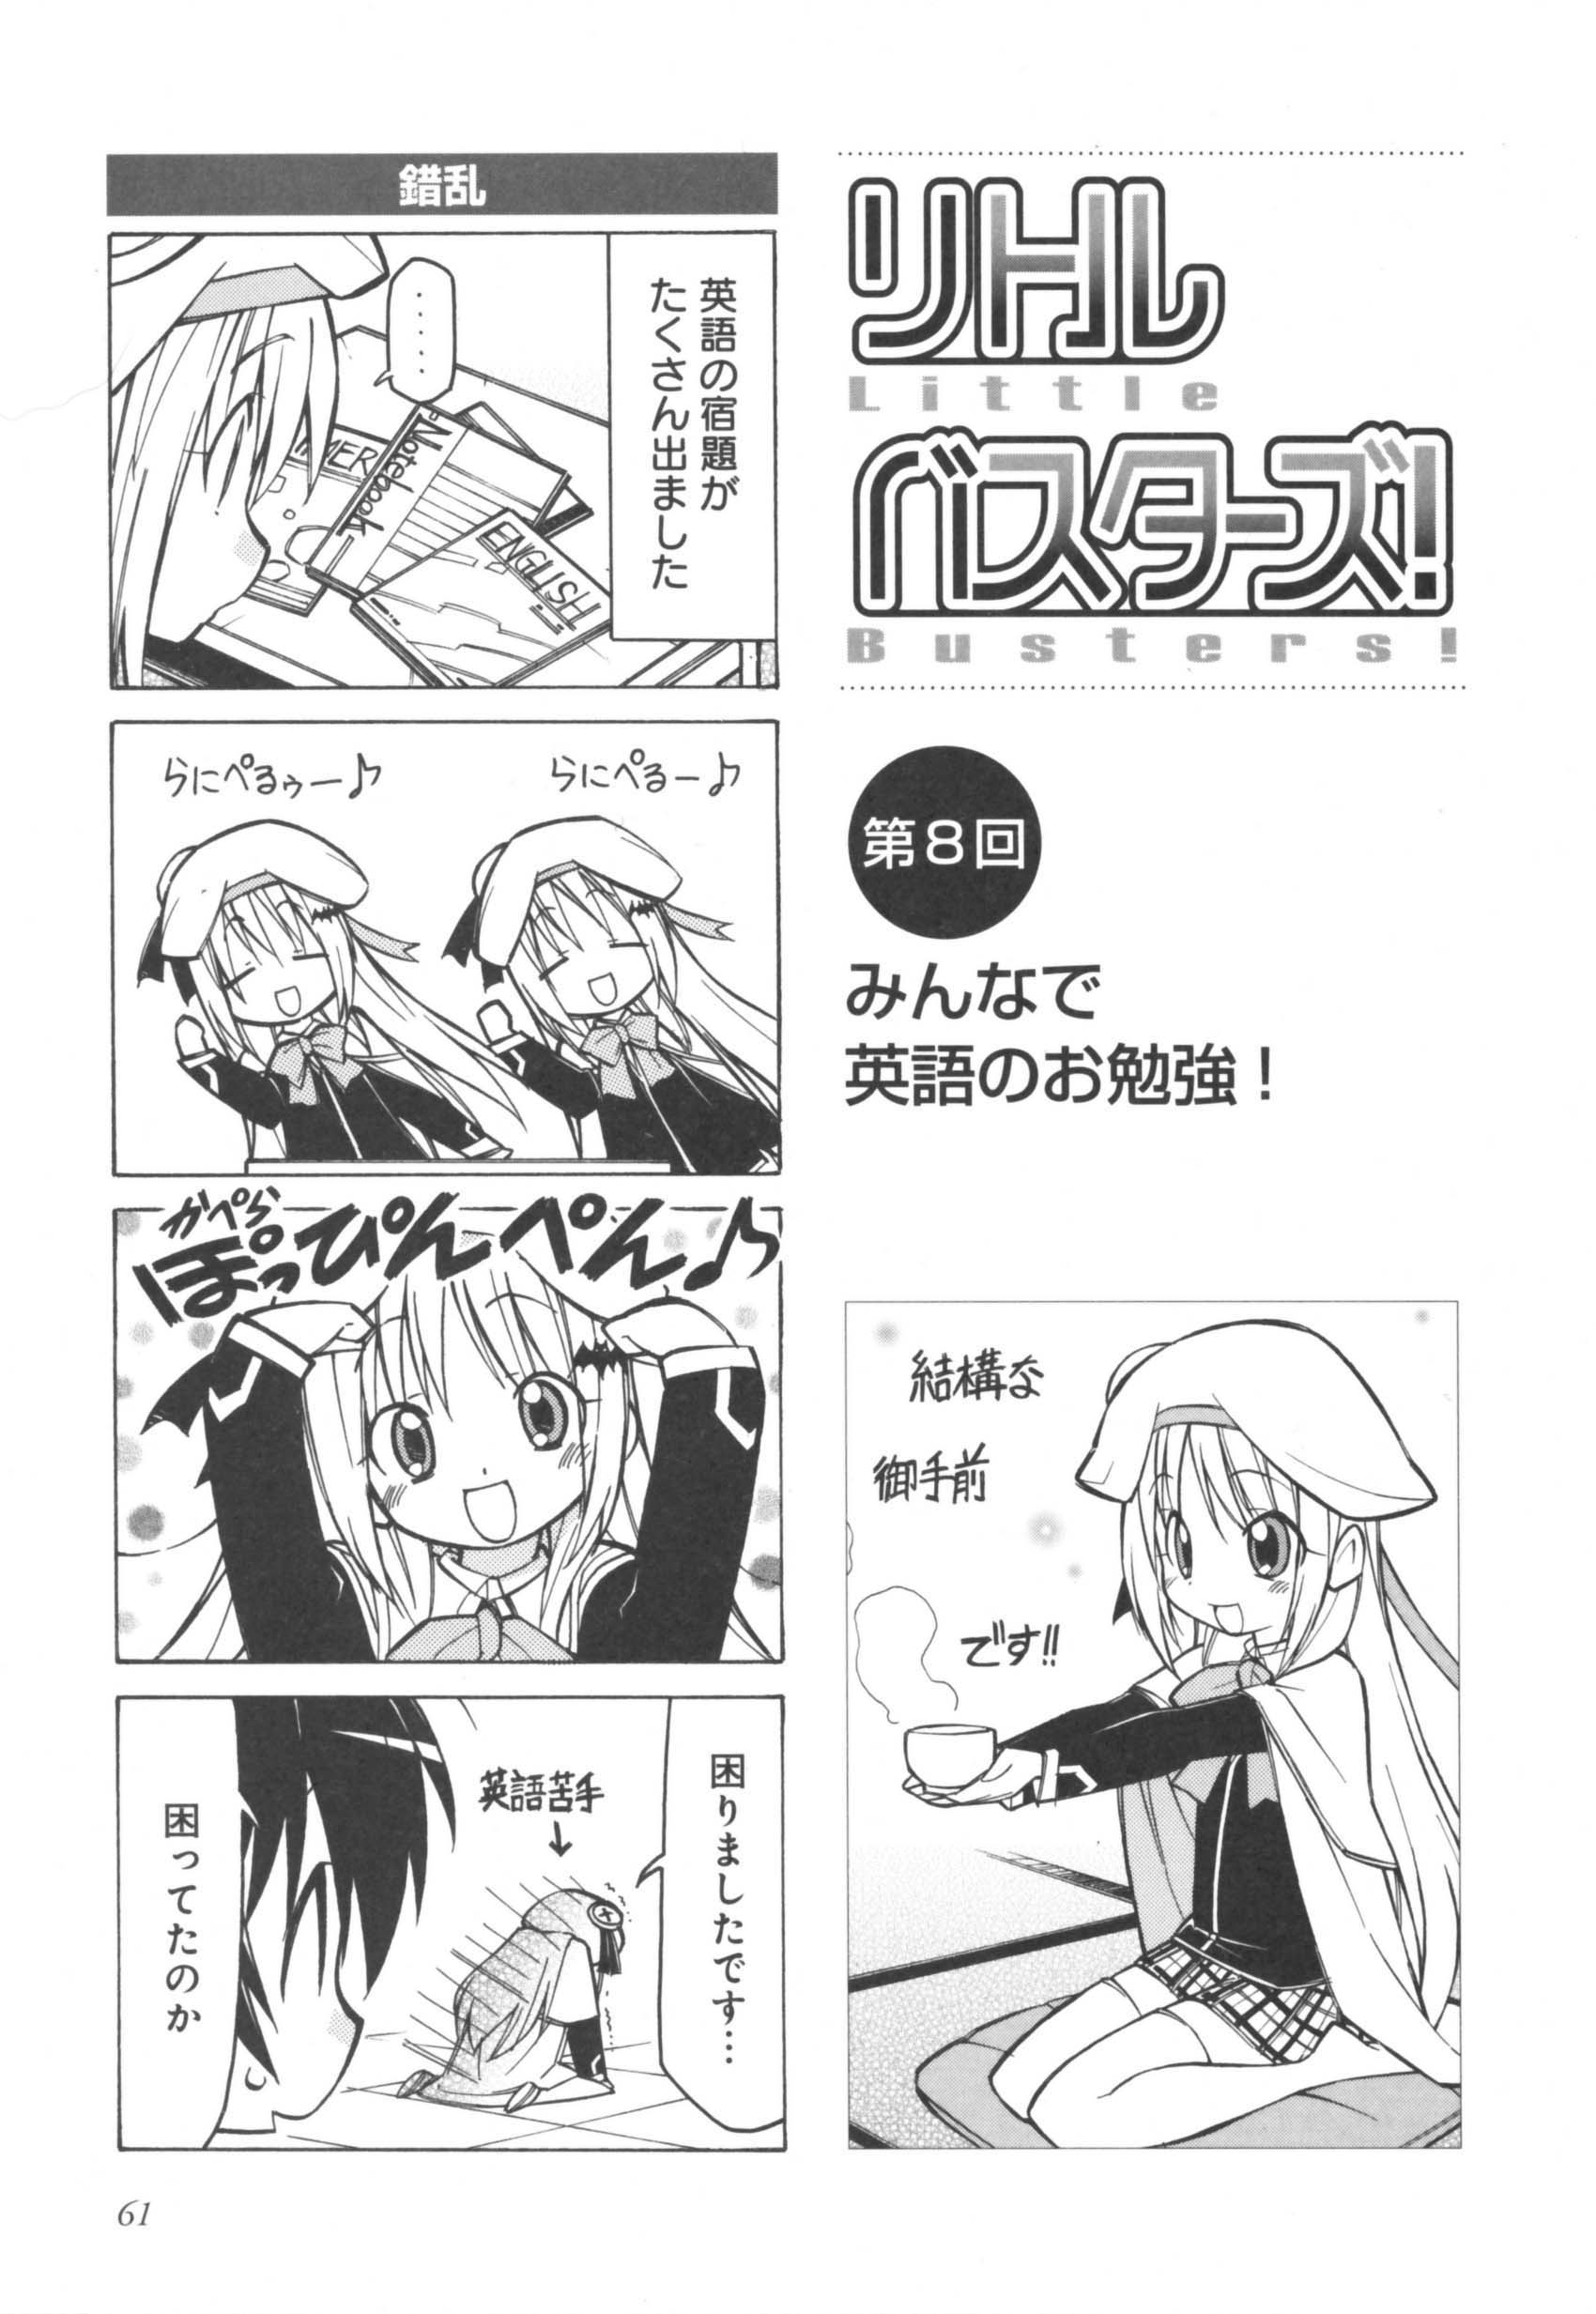 リトル
Little
バスターズ!
Busters!
第8回
みんなで
英語のお勉強!
結構な
御手前
です!!
錯乱
英語の宿題が
たくさん出ました
‥‥‥
Notebook
ENGLISH
らにぺるー♪
らにぺるぅー♪
かぺら
ぽっぴんぺん♪
困りましたです…
英語苦手
↓
困ってたのか
61